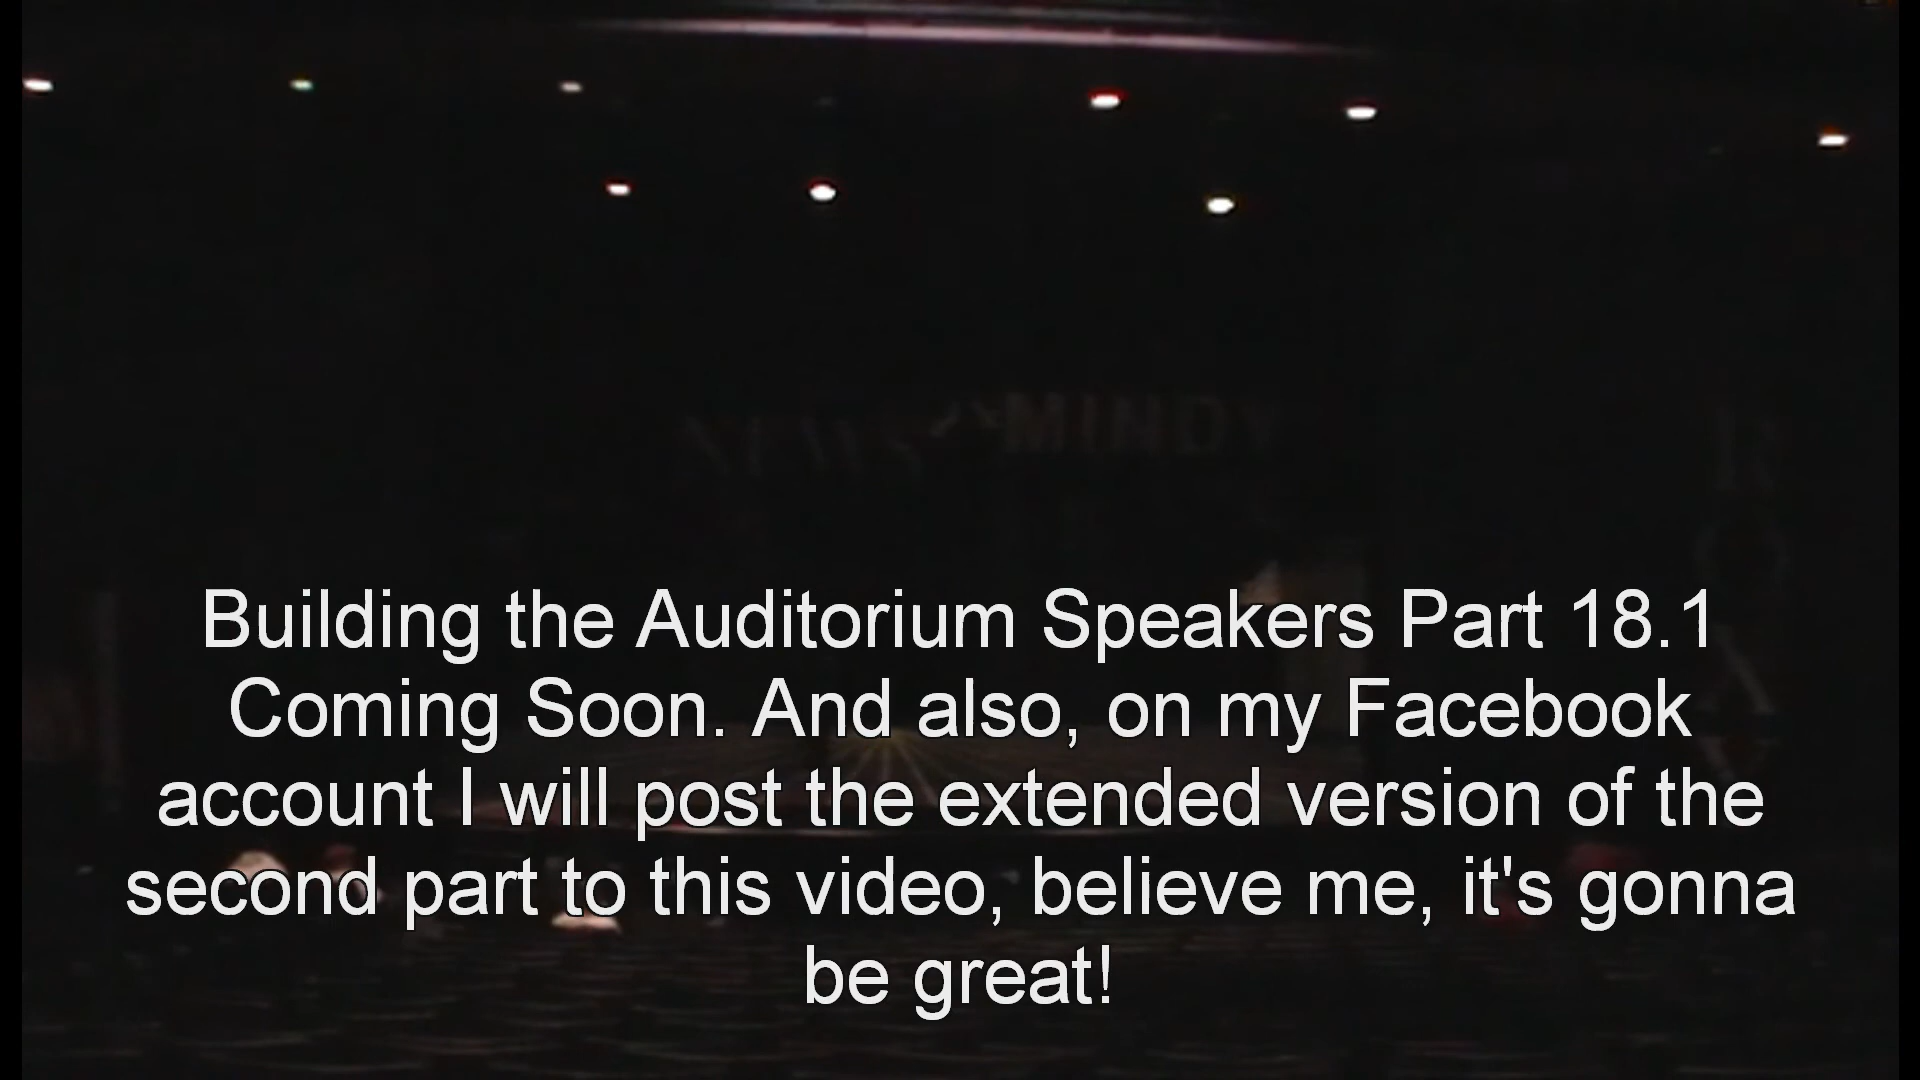 MINDY
Building the Auditorium Speakers Part 18.1
Coming Soon. And also, on my Facebook
account I will post the extended version of the
second part to this video, believe me, it's gonna
be great!